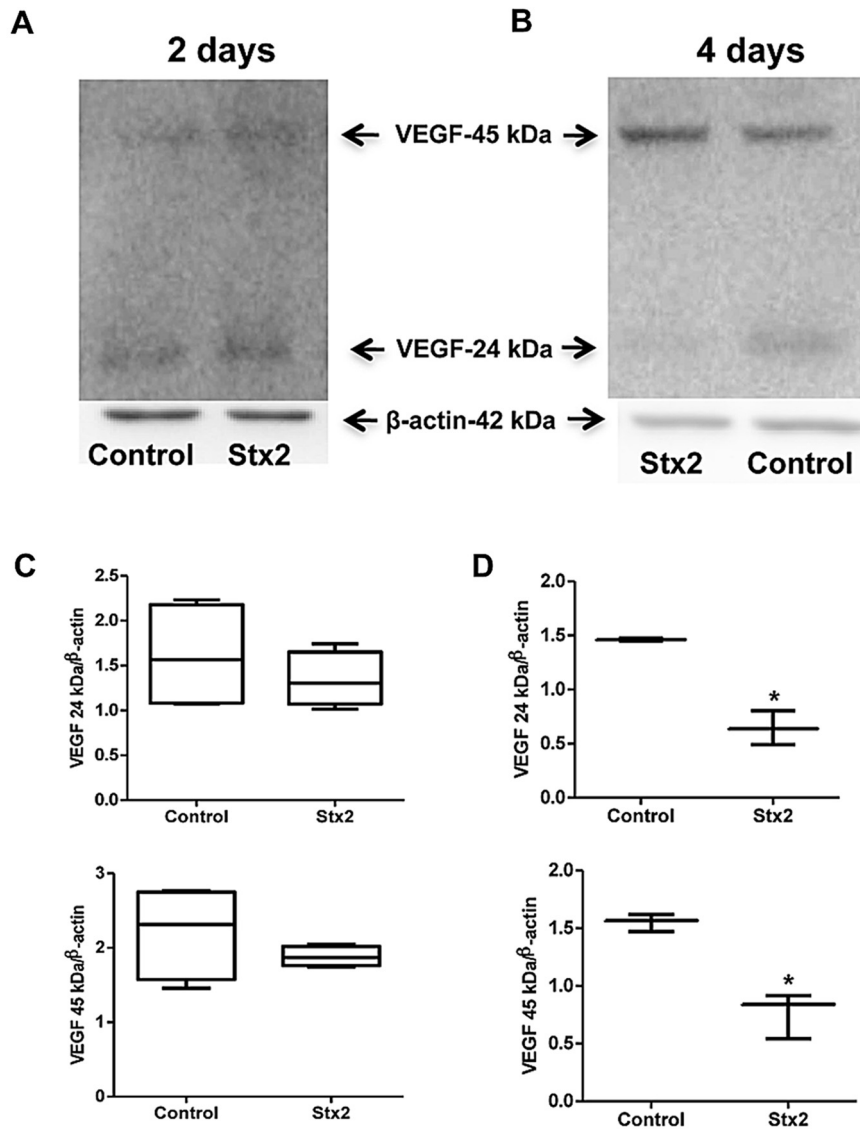 A
B
2 days
4 days
VEGF-45 kDa
VEGF-24 kDa
β-actin-42 kDa
Control Stx2
Stx2 Control
C
D
VEGF 24 kDa/β-actin
2.5
2.0
1.5
1.0
0.5
0.0
Control Stx2
VEGF 24 kDa/β-actin
2.0
1.5
1.0
0.5
0.0
*
Control Stx2
VEGF 45 kDa/β-actin
3
2
1
0
Control Stx2
VEGF 45 kDa/β-actin
2.0
1.5
1.0
0.5
0.0
*
Control Stx2